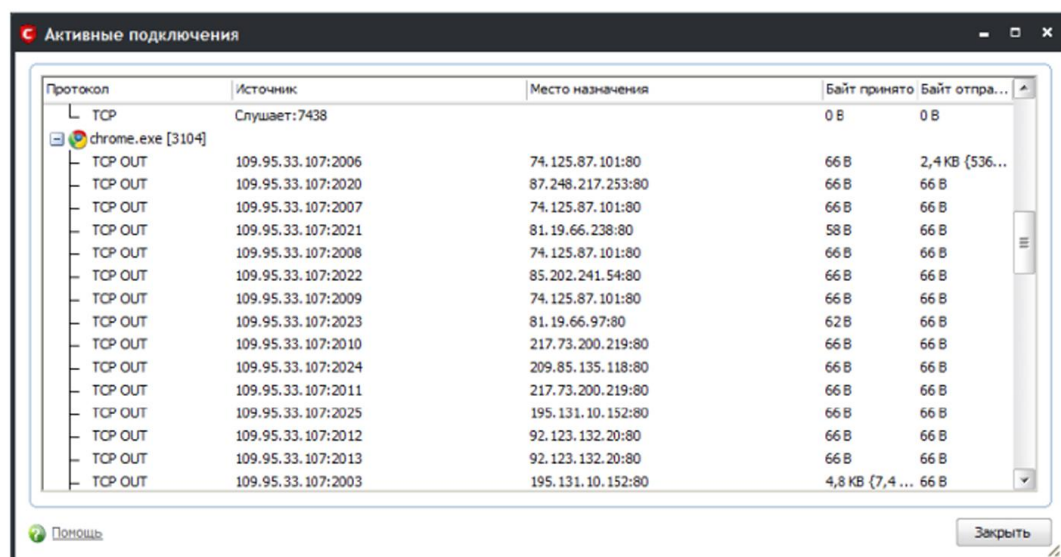 Активные подключения
Протокол Источник Место назначения Байт принято Байт отпра...
TCP Слушает:7438 0 B 0 B
chrome.exe [3104]
TCP OUT 109.95.33.107:2006 74.125.87.101:80 66 B 2,4 KB {536...
TCP OUT 109.95.33.107:2020 87.248.217.253:80 66 B 66 B
TCP OUT 109.95.33.107:2007 74.125.87.101:80 66 B 66 B
TCP OUT 109.95.33.107:2021 81.19.66.238:80 58 B 66 B
TCP OUT 109.95.33.107:2008 74.125.87.101:80 66 B 66 B
TCP OUT 109.95.33.107:2022 85.202.241.54:80 66 B 66 B
TCP OUT 109.95.33.107:2009 74.125.87.101:80 66 B 66 B
TCP OUT 109.95.33.107:2023 81.19.66.97:80 62 B 66 B
TCP OUT 109.95.33.107:2010 217.73.200.219:80 66 B 66 B
TCP OUT 109.95.33.107:2024 209.85.135.118:80 66 B 66 B
TCP OUT 109.95.33.107:2011 217.73.200.219:80 66 B 66 B
TCP OUT 109.95.33.107:2025 195.131.10.152:80 66 B 66 B
TCP OUT 109.95.33.107:2012 92.123.132.20:80 66 B 66 B
TCP OUT 109.95.33.107:2013 92.123.132.20:80 66 B 66 B
TCP OUT 109.95.33.107:2003 195.131.10.152:80 4,8 KB {7,4 ... 66 B
Помощь Закрыть